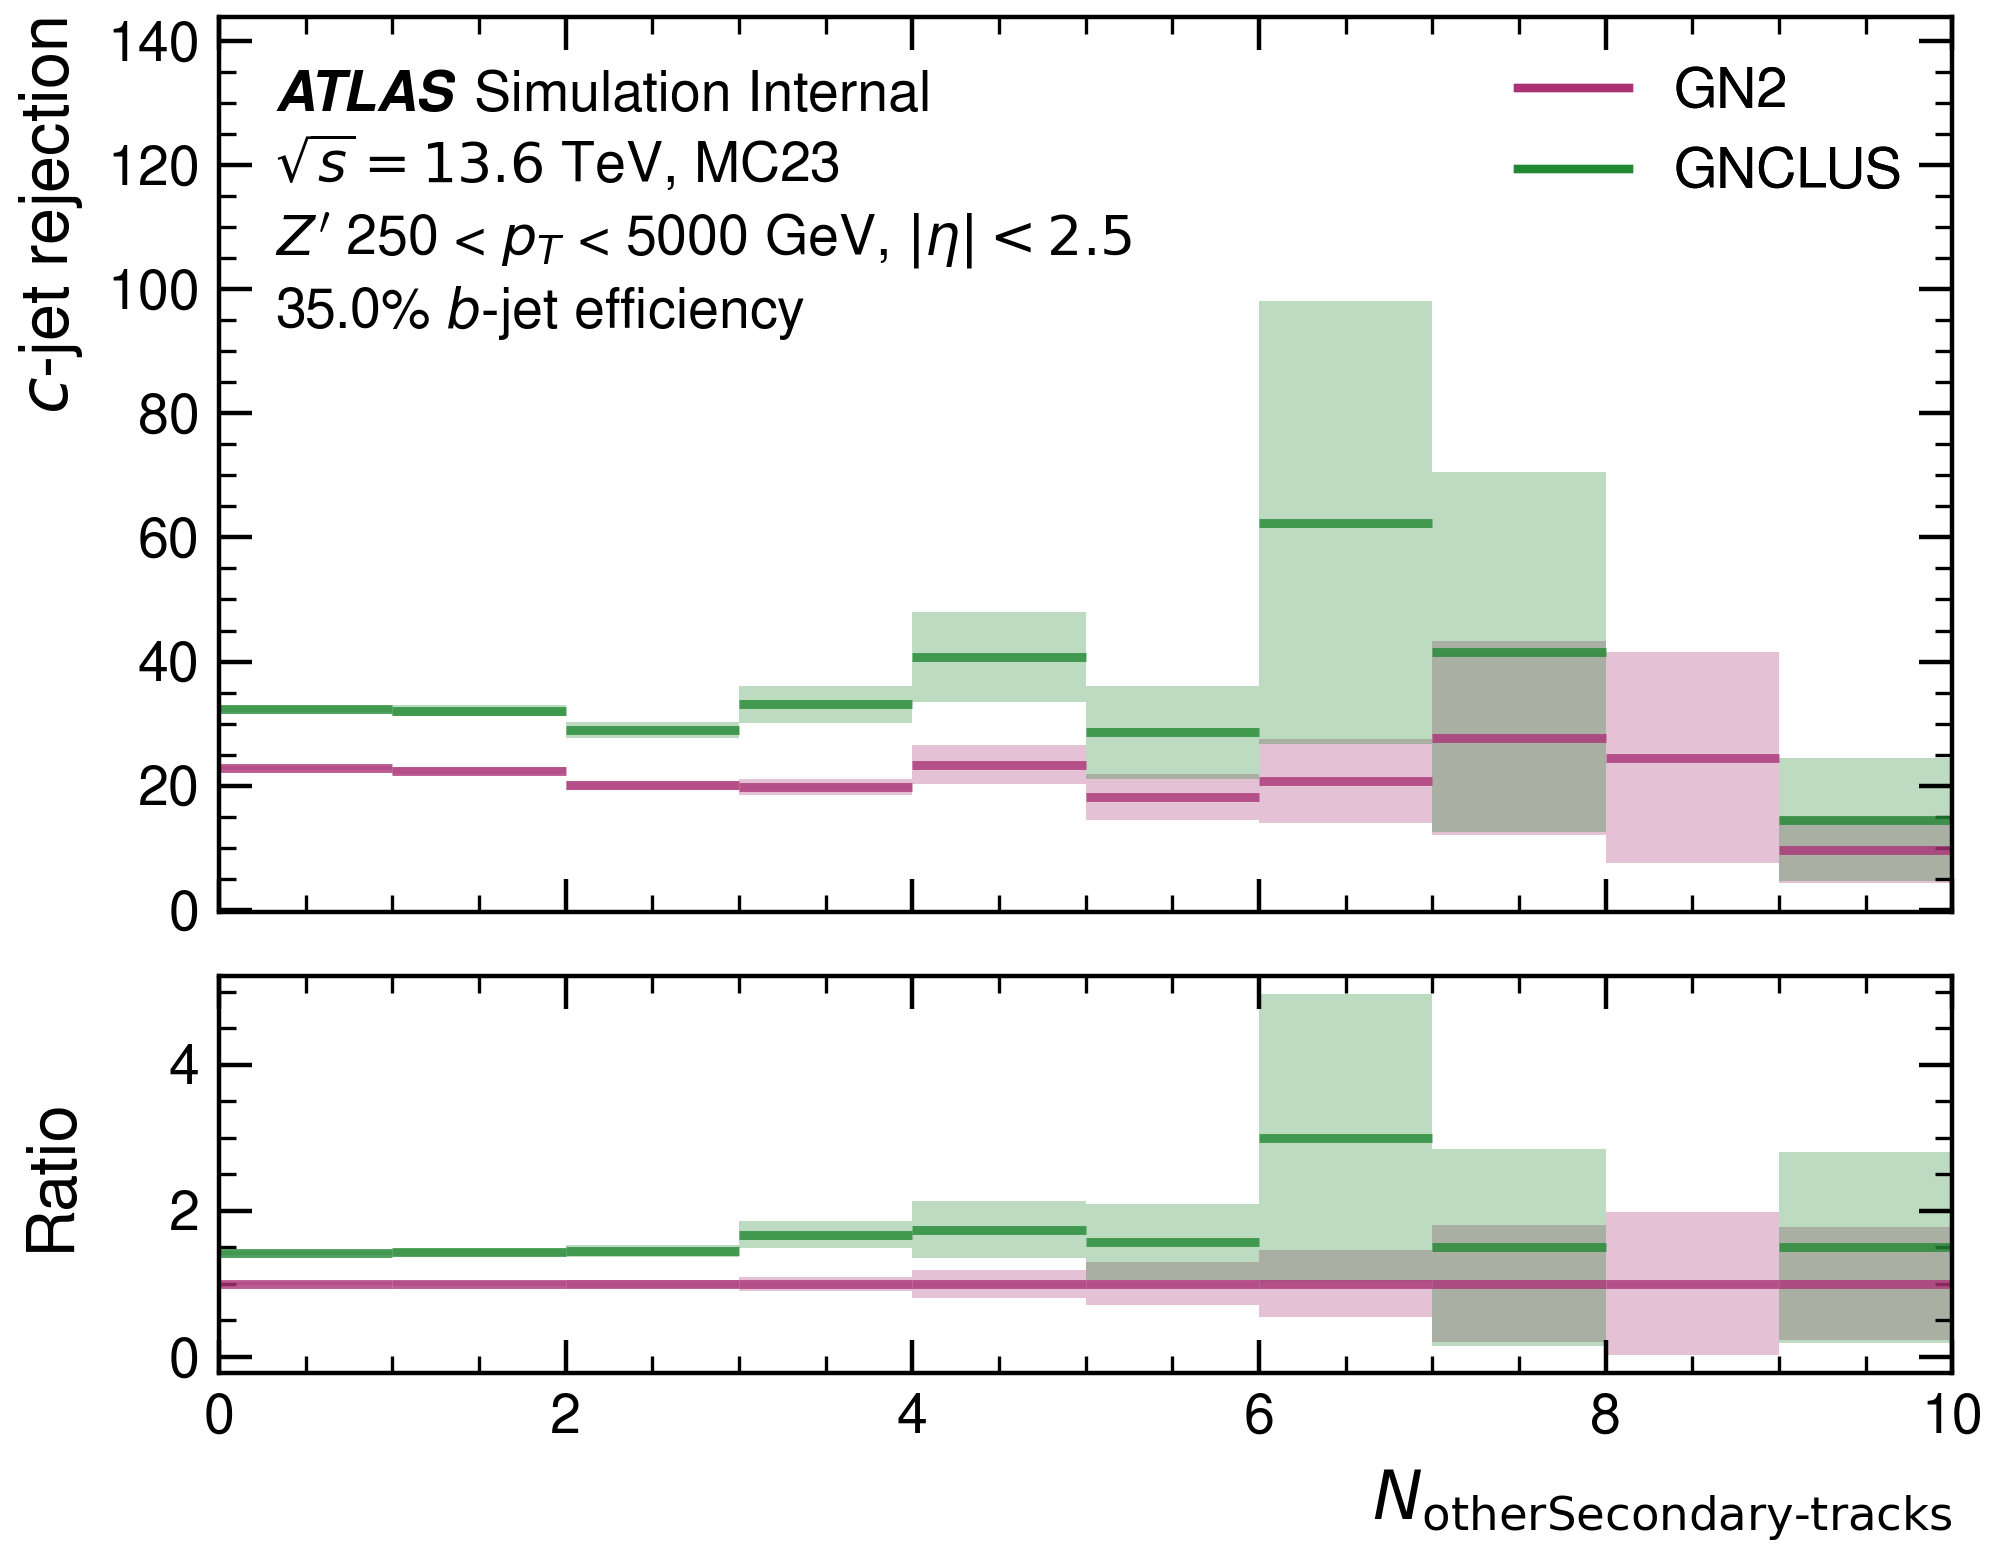 140
120
100
80
60
40
20
0
c-jet rejection
ATLAS Simulation Internal
√s = 13.6 TeV, MC23
Z′ 250 < p_T < 5000 GeV, |η| < 2.5
35.0% b-jet efficiency
GN2
GNCLUS
4
2
0
Ratio
0 2 4 6 8 10
N_otherSecondary-tracks